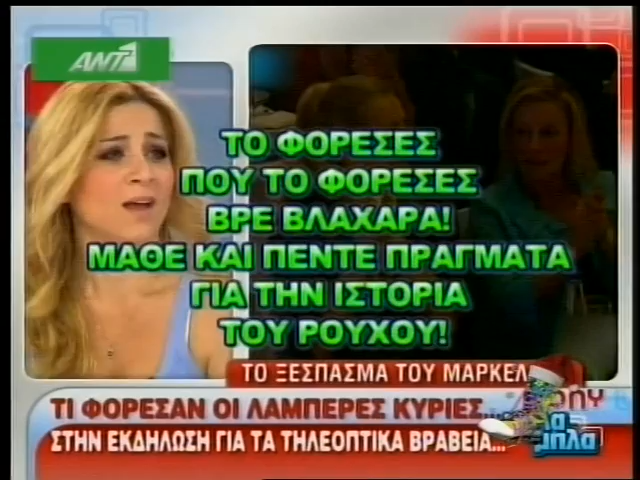 ΑΝΤ1
ΤΟ ΦΟΡΕΣΕΣ
ΠΟΥ ΤΟ ΦΟΡΕΣΕΣ
ΒΡΕ ΒΛΑΧΑΡΑ!
ΜΑΘΕ ΚΑΙ ΠΕΝΤΕ ΠΡΑΓΜΑΤΑ
ΓΙΑ ΤΗΝ ΙΣΤΟΡΙΑ
ΤΟΥ ΡΟΥΧΟΥ!
ΤΟ ΞΕΣΠΑΣΜΑ ΤΟΥ
ΤΙ ΦΟΡΕΣΑΝ ΟΙ ΛΑΜΠΕΡΕΣ ΚΥΡΙΕΣ...
ΣΤΗΝ ΕΚΔΗΛΩΣΗ ΓΙΑ ΤΑ ΤΗΛΕΟΠΤΙΚΑ ΒΡΑΒΕΙΑ...